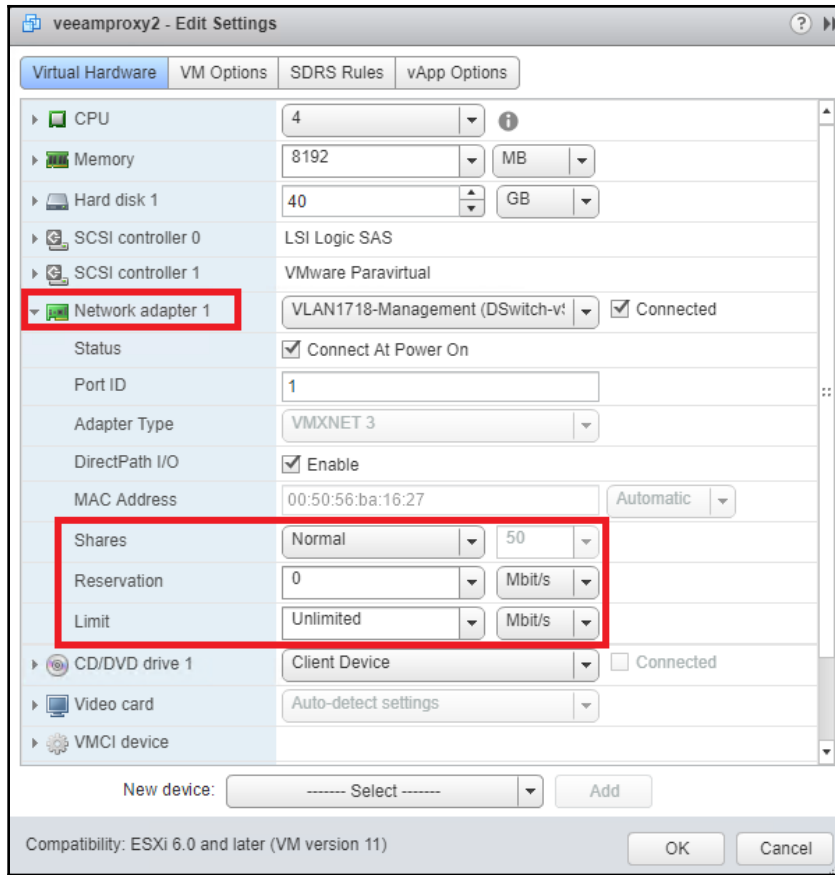 veeamproxy2 - Edit Settings ?
Virtual Hardware VM Options SDRS Rules vApp Options
CPU 4
Memory 8192 MB
Hard disk 1 40 GB
SCSI controller 0 LSI Logic SAS
SCSI controller 1 VMware Paravirtual
Network adapter 1 VLAN1718-Management (DSwitch-v Connected
Status Connect At Power On
Port ID 1
Adapter Type VMXNET 3
DirectPath I/O Enable
MAC Address 00:50:56:ba:16:27 Automatic
Shares Normal 50
Reservation 0 Mbit/s
Limit Unlimited Mbit/s
CD/DVD drive 1 Client Device Connected
Video card Auto-detect settings
VMCI device
New device: ------- Select ------- Add
Compatibility: ESXi 6.0 and later (VM version 11) OK Cancel